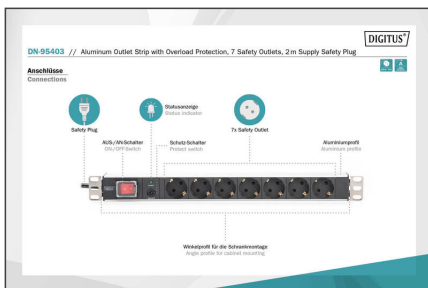 DIGITUS®
DN-95403 // Aluminum Outlet Strip with Overload Protection, 7 Safety Outlets, 2 m Supply Safety Plug
Anschlüsse
Connections
Safety Plug
Statusanzeige
Status indicator
7x Safety Outlet
AUS-/AN-Schalter
ON-/OFF-Switch
Schutz-Schalter
Protect switch
Aluminiumprofil
Aluminium profile
Winkelprofil für die Schrankmontage
Angle profile for cabinet mounting